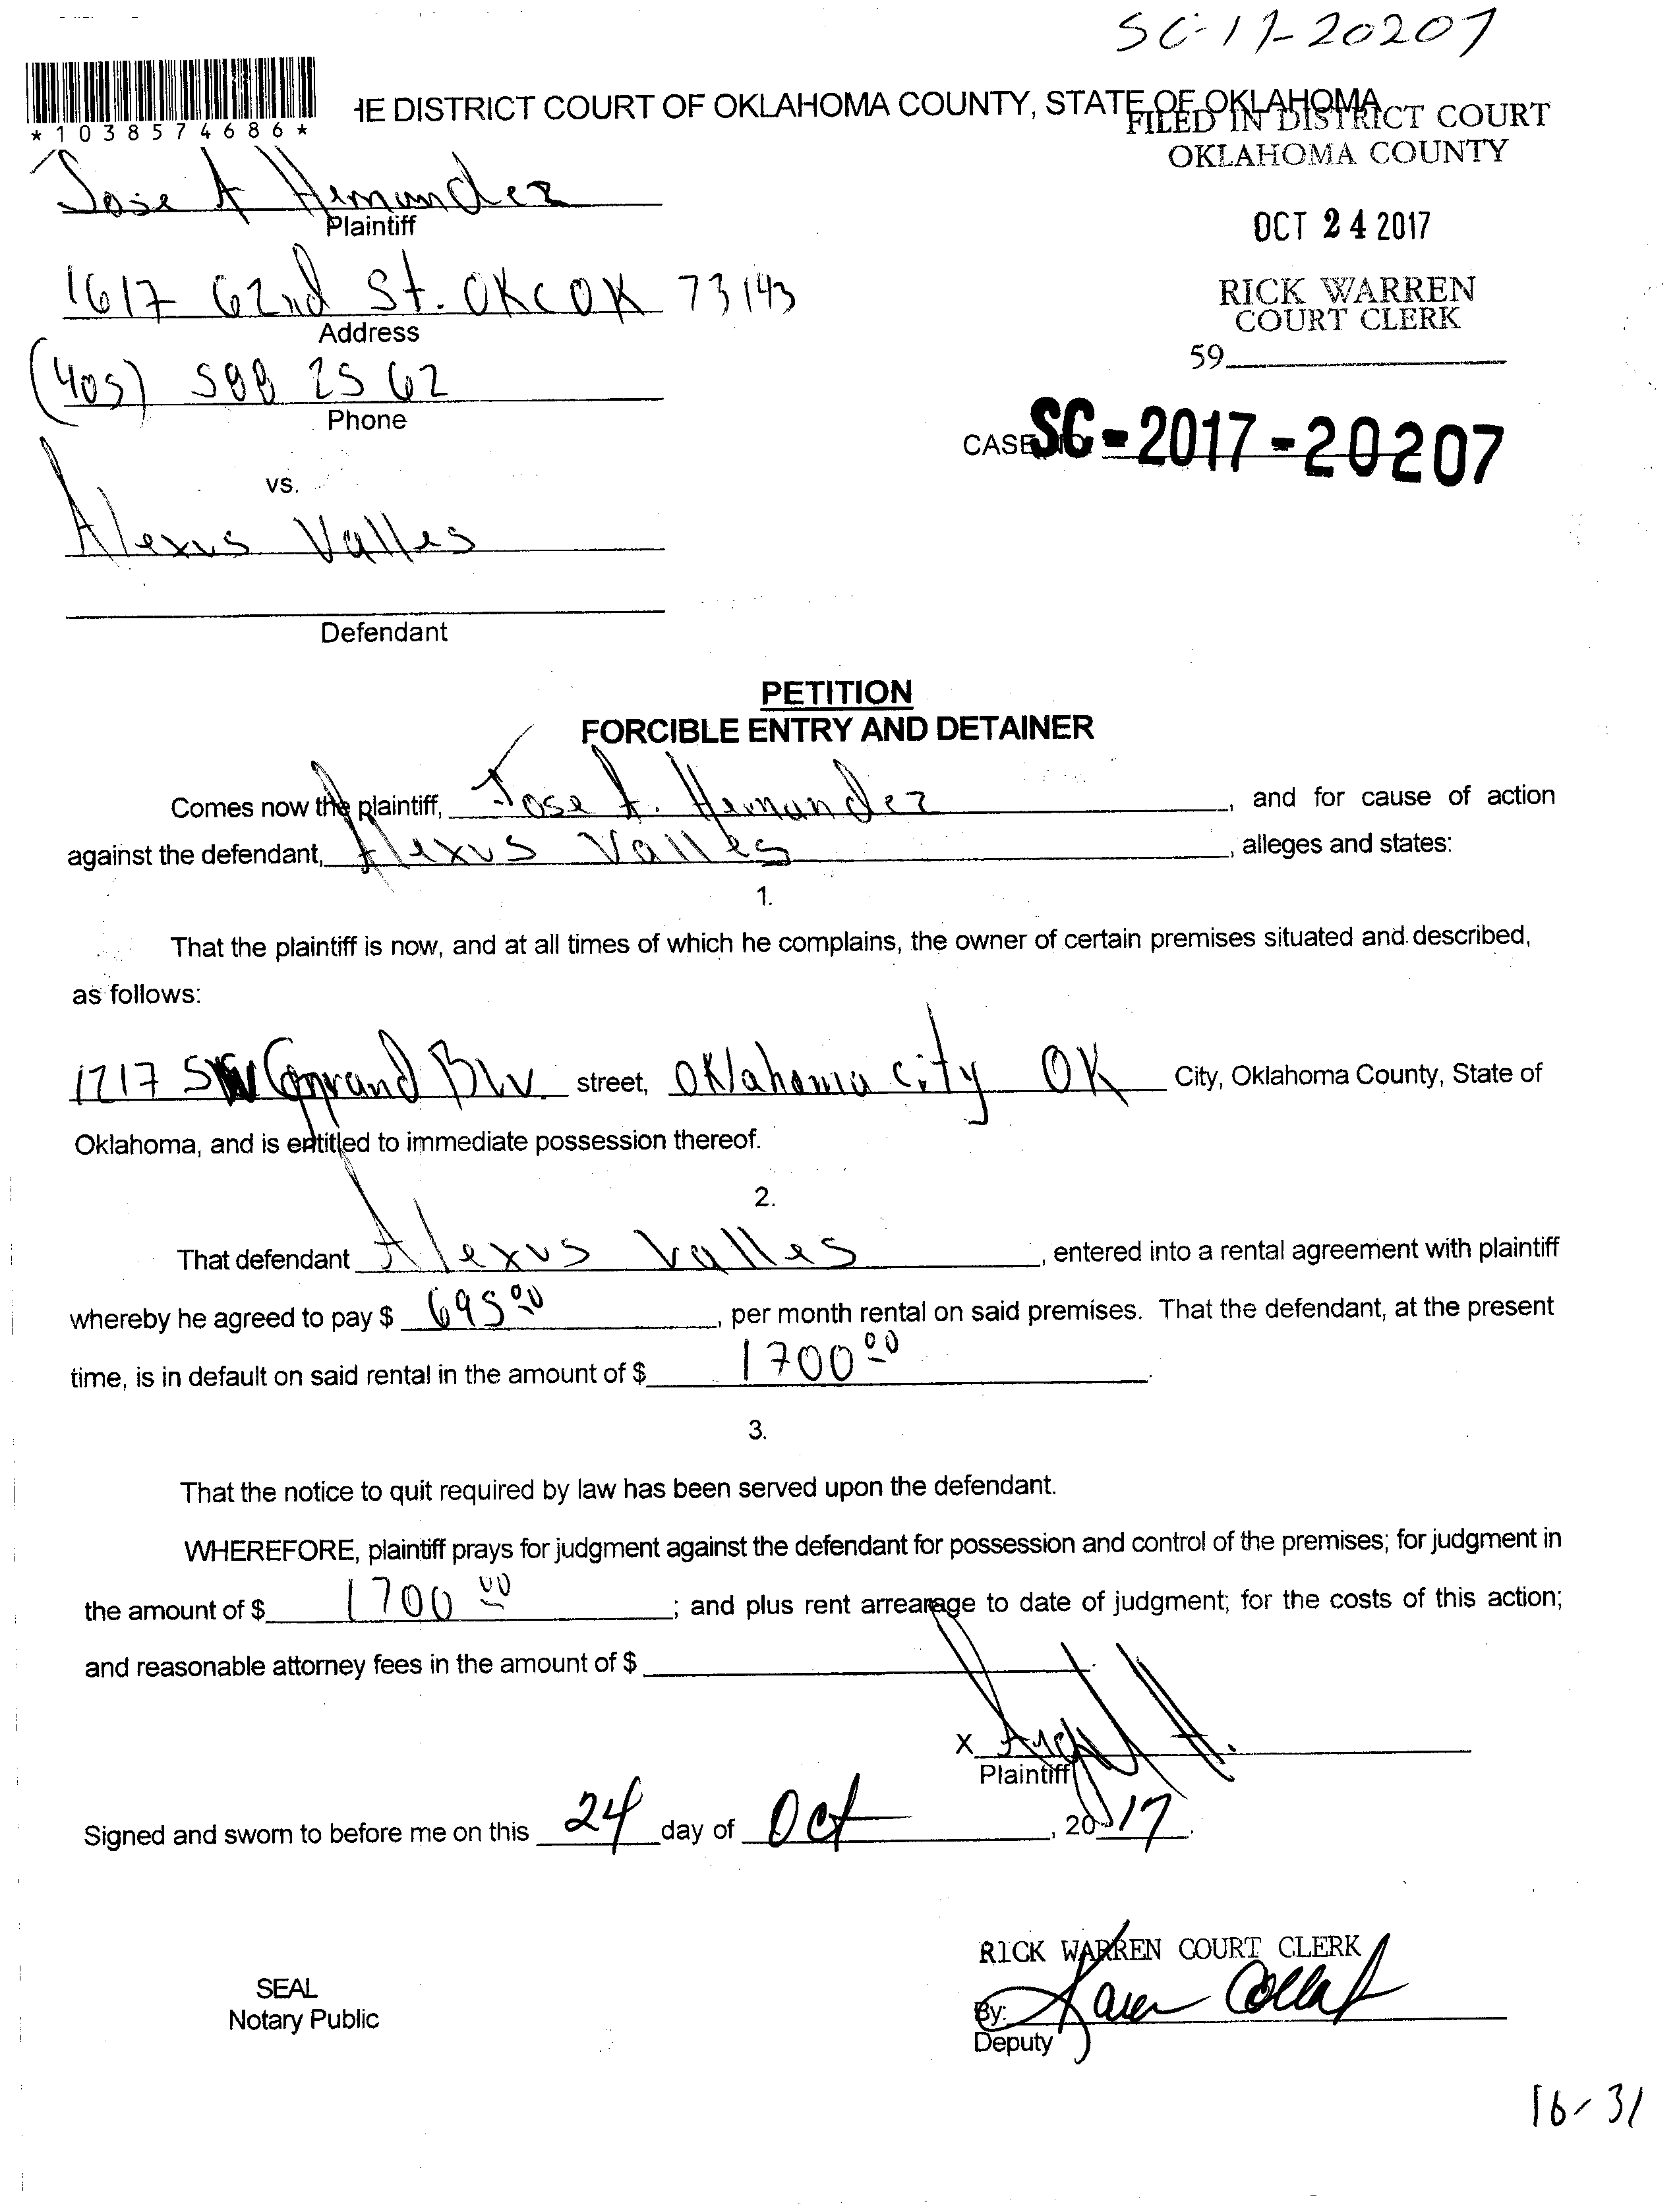 SC-17-20207
*1038574686*
HE DISTRICT COURT OF OKLAHOMA COUNTY, STATE OF OKLAHOMA
FILED IN DISTRICT COURT
OKLAHOMA COUNTY
Jose A Hernandez
Plaintiff
OCT 24 2017
1617 62nd St. OKC OK 73143
Address
RICK WARREN
COURT CLERK
(405) 588 2562
Phone
59
CASE NO. SC-2017-20207
vs.
Alexus Valles
Defendant
PETITION
FORCIBLE ENTRY AND DETAINER
Comes now the plaintiff, Jose A. Hernandez, and for cause of action
against the defendant, Alexus Valles, alleges and states:
1.
That the plaintiff is now, and at all times of which he complains, the owner of certain premises situated and described,
as follows:
1217 SW Grand Blv. street, Oklahoma city OK City, Oklahoma County, State of
Oklahoma, and is entitled to immediate possession thereof.
2.
That defendant Alexus Valles, entered into a rental agreement with plaintiff
whereby he agreed to pay $ 695 00, per month rental on said premises. That the defendant, at the present
time, is in default on said rental in the amount of $ 1700 00.
3.
That the notice to quit required by law has been served upon the defendant.
WHEREFORE, plaintiff prays for judgment against the defendant for possession and control of the premises; for judgment in
the amount of $ 1700 00; and plus rent arrearage to date of judgment; for the costs of this action;
and reasonable attorney fees in the amount of $
X
Plaintiff
Signed and sworn to before me on this 24 day of Oct, 2017.
RICK WARREN COURT CLERK
SEAL
Notary Public
By: Karen
Deputy
16-31